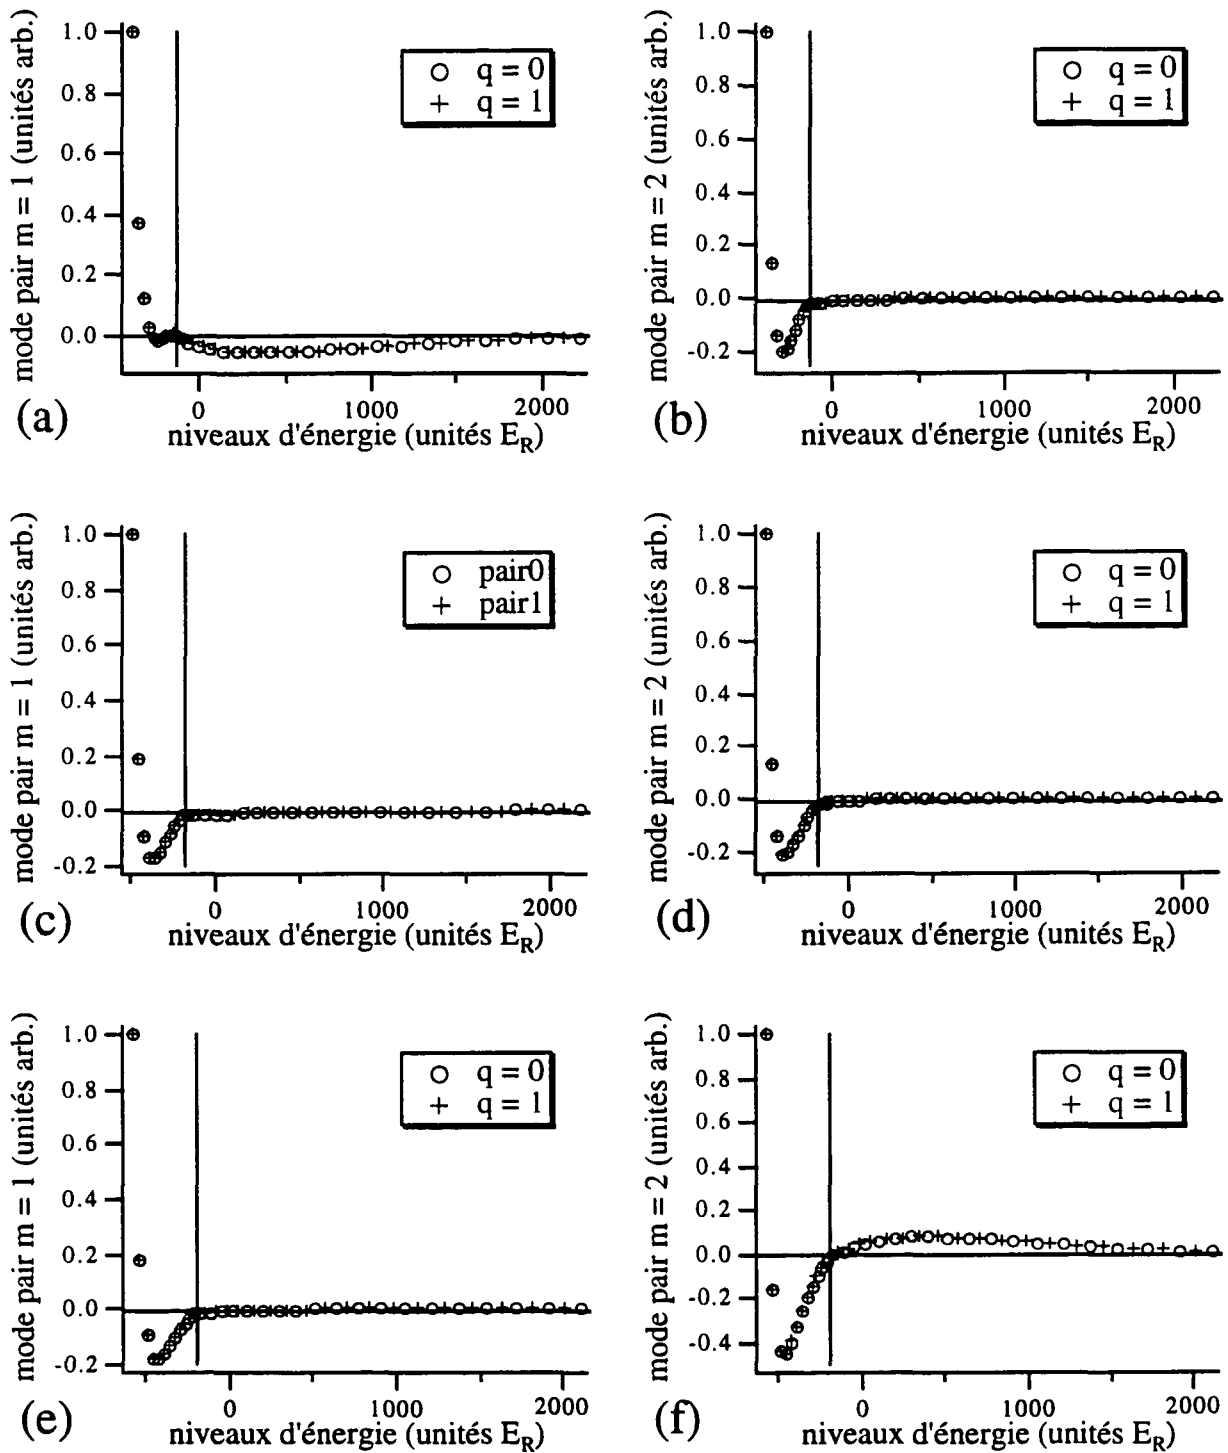 mode pair m = 1 (unités arb.)
1.0
0.8
0.6
0.4
0.2
0.0
q = 0
q = 1
0
1000
2000
(a)
niveaux d'énergie (unités E_R)
mode pair m = 2 (unités arb.)
1.0
0.8
0.6
0.4
0.2
0.0
-0.2
q = 0
q = 1
0
1000
2000
(b)
niveaux d'énergie (unités E_R)
mode pair m = 1 (unités arb.)
1.0
0.8
0.6
0.4
0.2
0.0
-0.2
pair0
pair1
0
1000
2000
(c)
niveaux d'énergie (unités E_R)
mode pair m = 2 (unités arb.)
1.0
0.8
0.6
0.4
0.2
0.0
-0.2
q = 0
q = 1
0
1000
2000
(d)
niveaux d'énergie (unités E_R)
mode pair m = 1 (unités arb.)
1.0
0.8
0.6
0.4
0.2
0.0
-0.2
q = 0
q = 1
0
1000
2000
(e)
niveaux d'énergie (unités E_R)
mode pair m = 2 (unités arb.)
1.0
0.8
0.6
0.4
0.2
0.0
-0.2
-0.4
q = 0
q = 1
0
1000
2000
(f)
niveaux d'énergie (unités E_R)